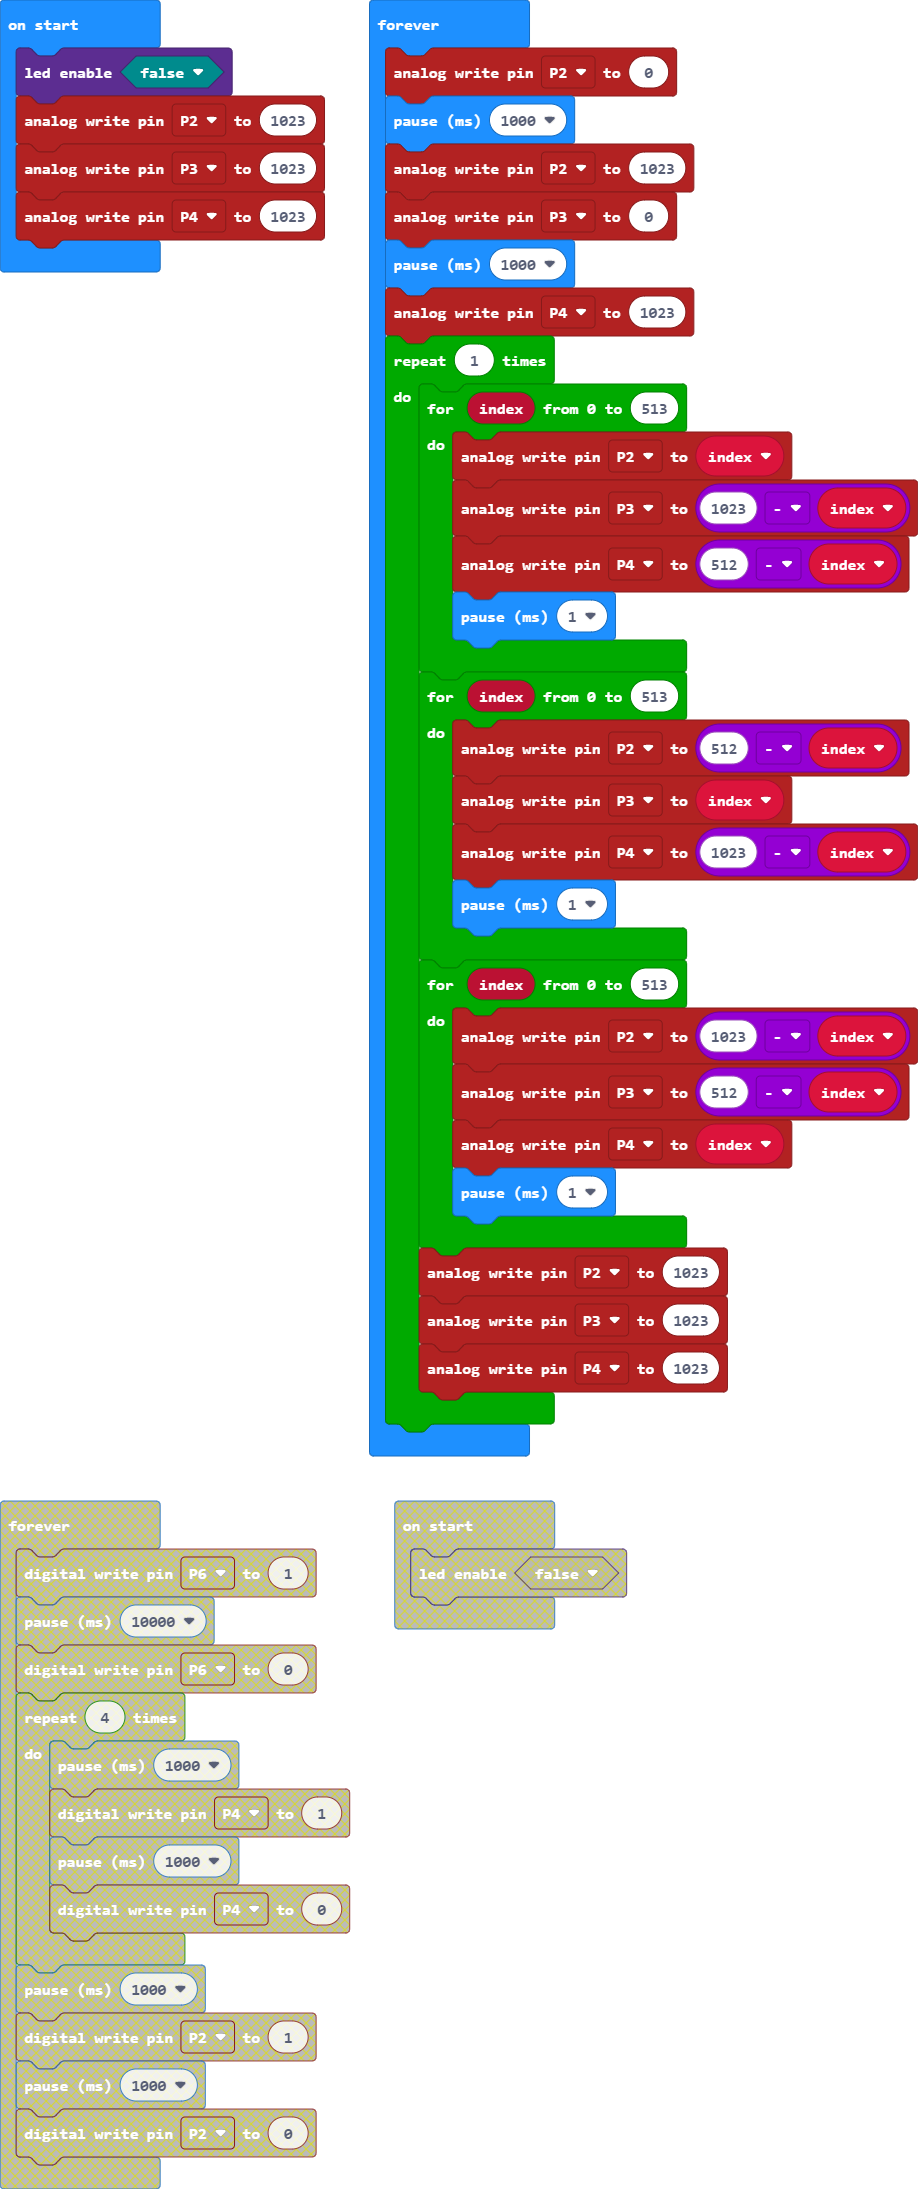 on start
led enable false
analog write pin P2 to 1023
analog write pin P3 to 1023
analog write pin P4 to 1023
forever
analog write pin P2 to 0
pause (ms) 1000
analog write pin P2 to 1023
analog write pin P3 to 0
pause (ms) 1000
analog write pin P4 to 1023
repeat 1 times
do
for index from 0 to 513
do
analog write pin P2 to index
analog write pin P3 to 1023 - index
analog write pin P4 to 512 - index
pause (ms) 1
for index from 0 to 513
do
analog write pin P2 to 512 - index
analog write pin P3 to index
analog write pin P4 to 1023 - index
pause (ms) 1
for index from 0 to 513
do
analog write pin P2 to 1023 - index
analog write pin P3 to 512 - index
analog write pin P4 to index
pause (ms) 1
analog write pin P2 to 1023
analog write pin P3 to 1023
analog write pin P4 to 1023
forever
digital write pin P6 to 1
pause (ms) 10000
digital write pin P6 to 0
repeat 4 times
do
pause (ms) 1000
digital write pin P4 to 1
pause (ms) 1000
digital write pin P4 to 0
pause (ms) 1000
digital write pin P2 to 1
pause (ms) 1000
digital write pin P2 to 0
on start
led enable false